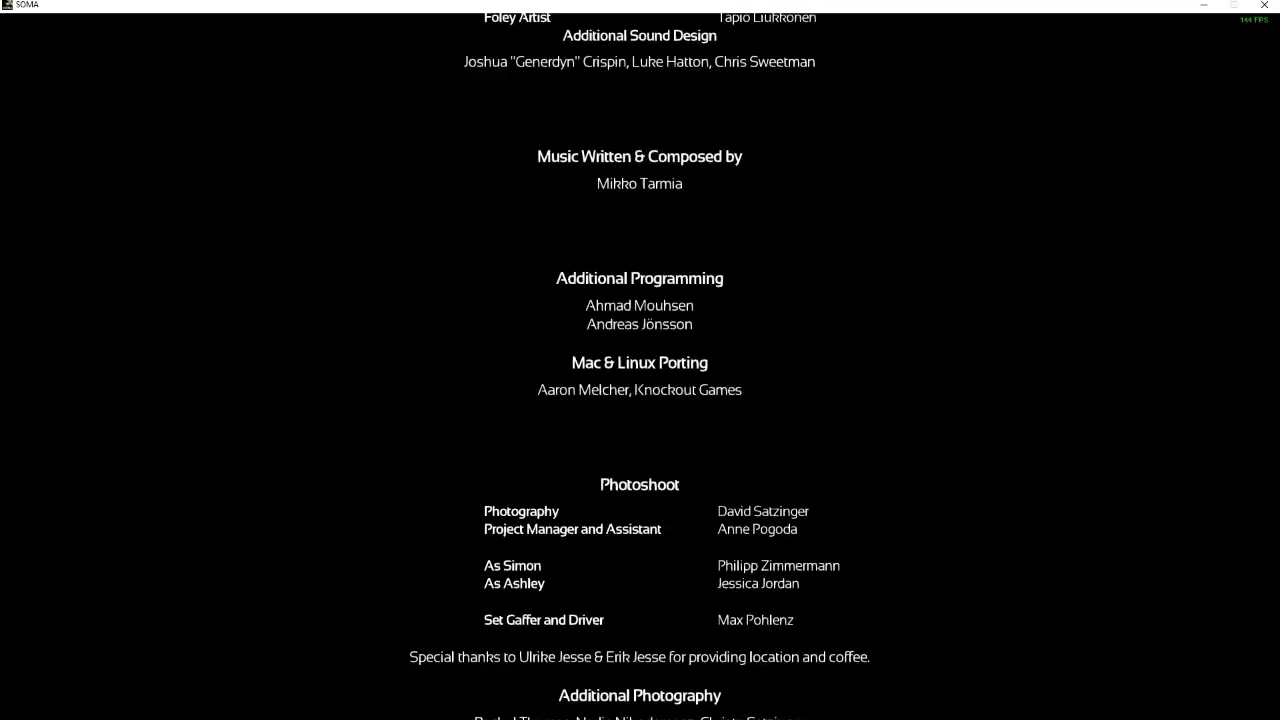 SOMA
144 FPS
Foley Artist Tapio Liukkonen
Additional Sound Design
Joshua "Generdyn" Crispin, Luke Hatton, Chris Sweetman
Music Written & Composed by
Mikko Tarmia
Additional Programming
Ahmad Mouhsen
Andreas Jönsson
Mac & Linux Porting
Aaron Melcher, Knockout Games
Photoshoot
Photography David Satzinger
Project Manager and Assistant Anne Pogoda
As Simon Philipp Zimmermann
As Ashley Jessica Jordan
Set Gaffer and Driver Max Pohlenz
Special thanks to Ulrike Jesse & Erik Jesse for providing location and coffee.
Additional Photography